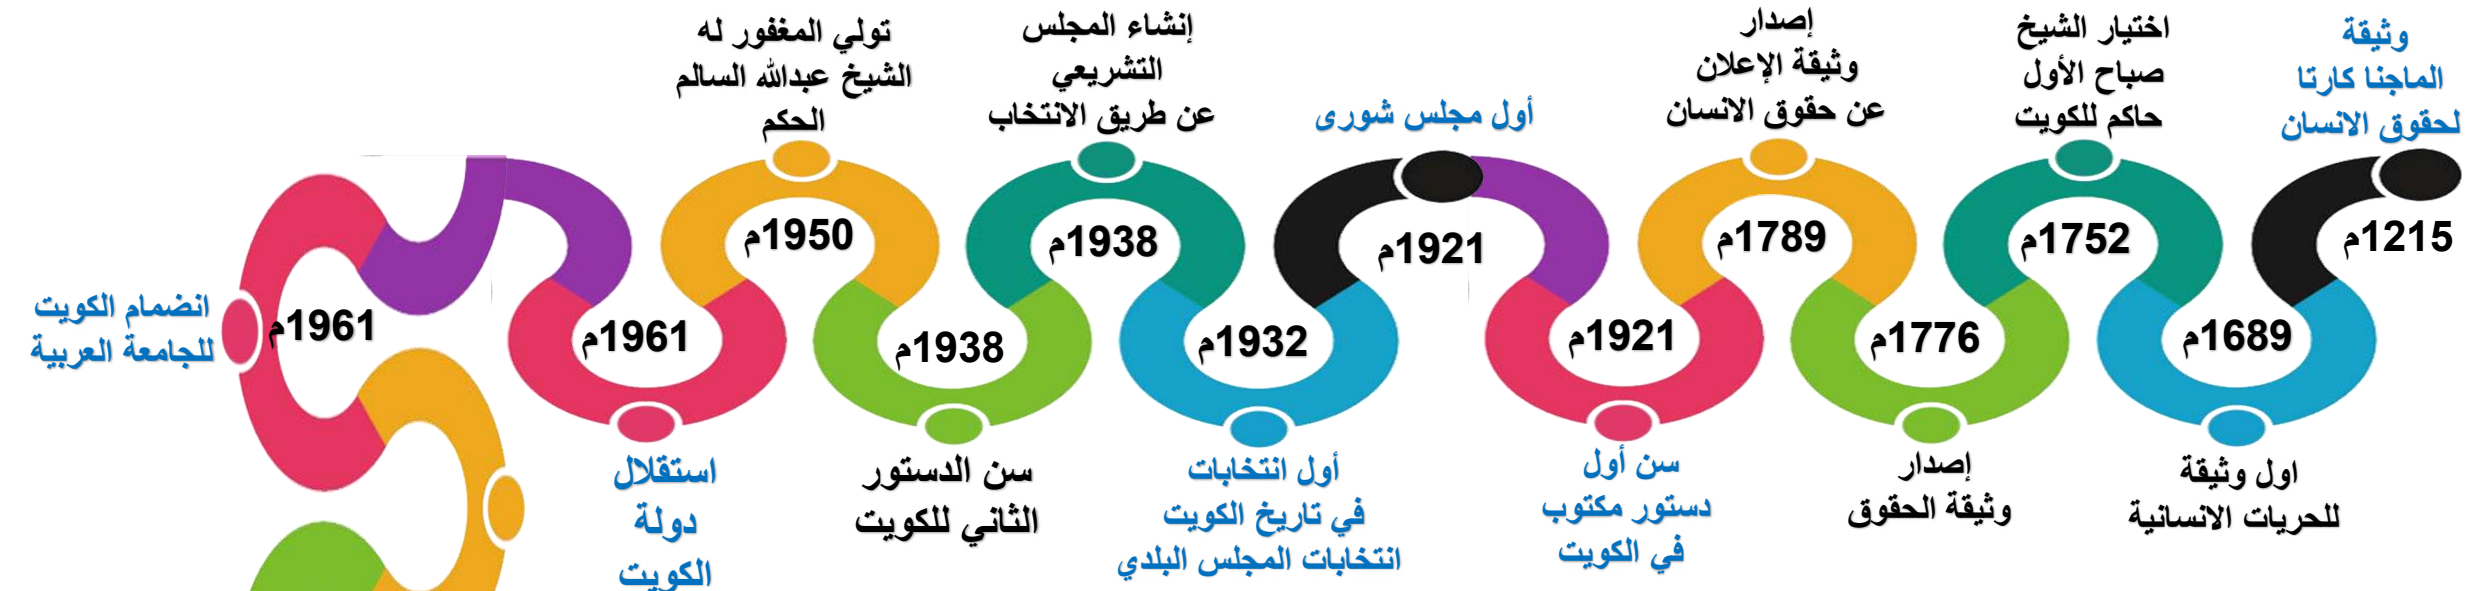 وثيقة
الماجنا كارتا
لحقوق الانسان
1215م
اول وثيقة
للحريات الانسانية
1689م
اختيار الشيخ
صباح الأول
حاكم للكويت
1752م
إصدار
وثيقة الحقوق
1776م
إصدار
وثيقة الإعلان
عن حقوق الانسان
1789م
سن أول
دستور مكتوب
في الكويت
1921م
أول مجلس شورى
1921م
أول انتخابات
في تاريخ الكويت
انتخابات المجلس البلدي
1932م
إنشاء المجلس
التشريعي
عن طريق الانتخاب
1938م
سن الدستور
الثاني للكويت
1938م
تولي المغفور له
الشيخ عبدالله السالم
الحكم
1950م
استقلال
دولة
الكويت
1961م
انضمام الكويت
للجامعة العربية
1961م